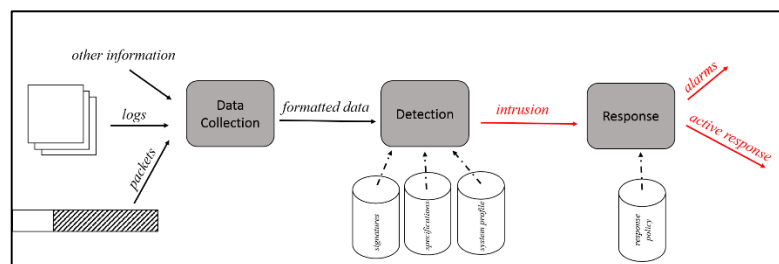 other information
logs
packets
Data
Collection
formatted data
Detection
intrusion
Response
alarms
active response
signatures
specifications
system profile
response
policy